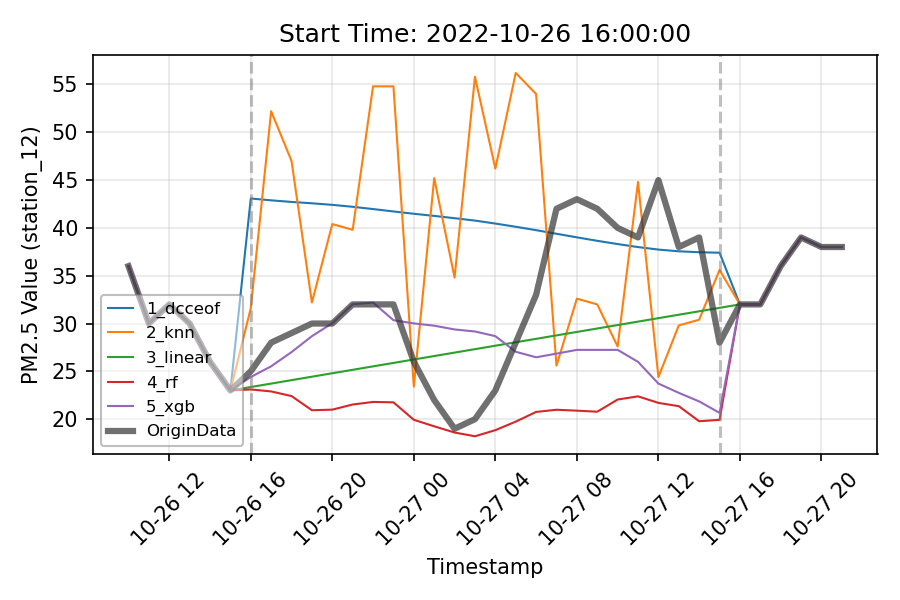 Start Time: 2022-10-26 16:00:00
PM2.5 Value (station_12)
55
50
45
40
35
30
25
20
1_dcceof
2_knn
3_linear
4_rf
5_xgb
OriginData
10-26 12
10-26 16
10-26 20
10-27 00
10-27 04
10-27 08
10-27 12
10-27 16
10-27 20
Timestamp